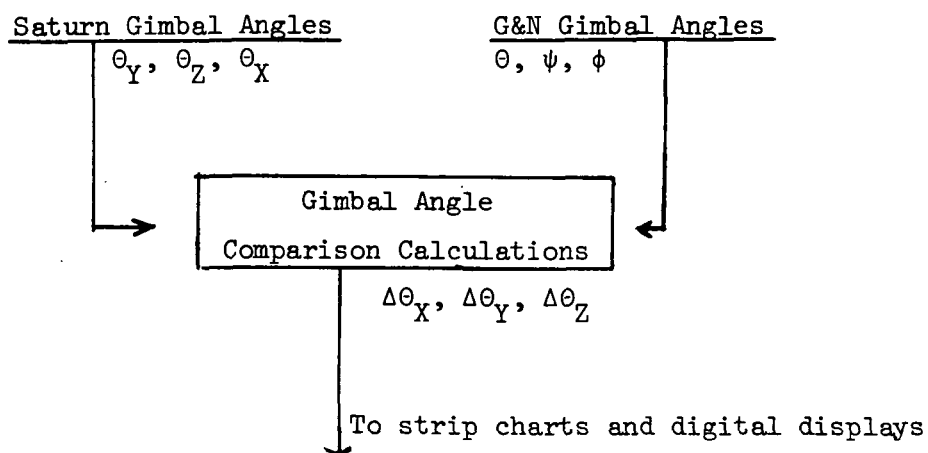 Saturn Gimbal Angles
G&N Gimbal Angles
Θ_Y, Θ_Z, Θ_X
Θ, ψ, ϕ
Gimbal Angle
Comparison Calculations
ΔΘ_X, ΔΘ_Y, ΔΘ_Z
To strip charts and digital displays